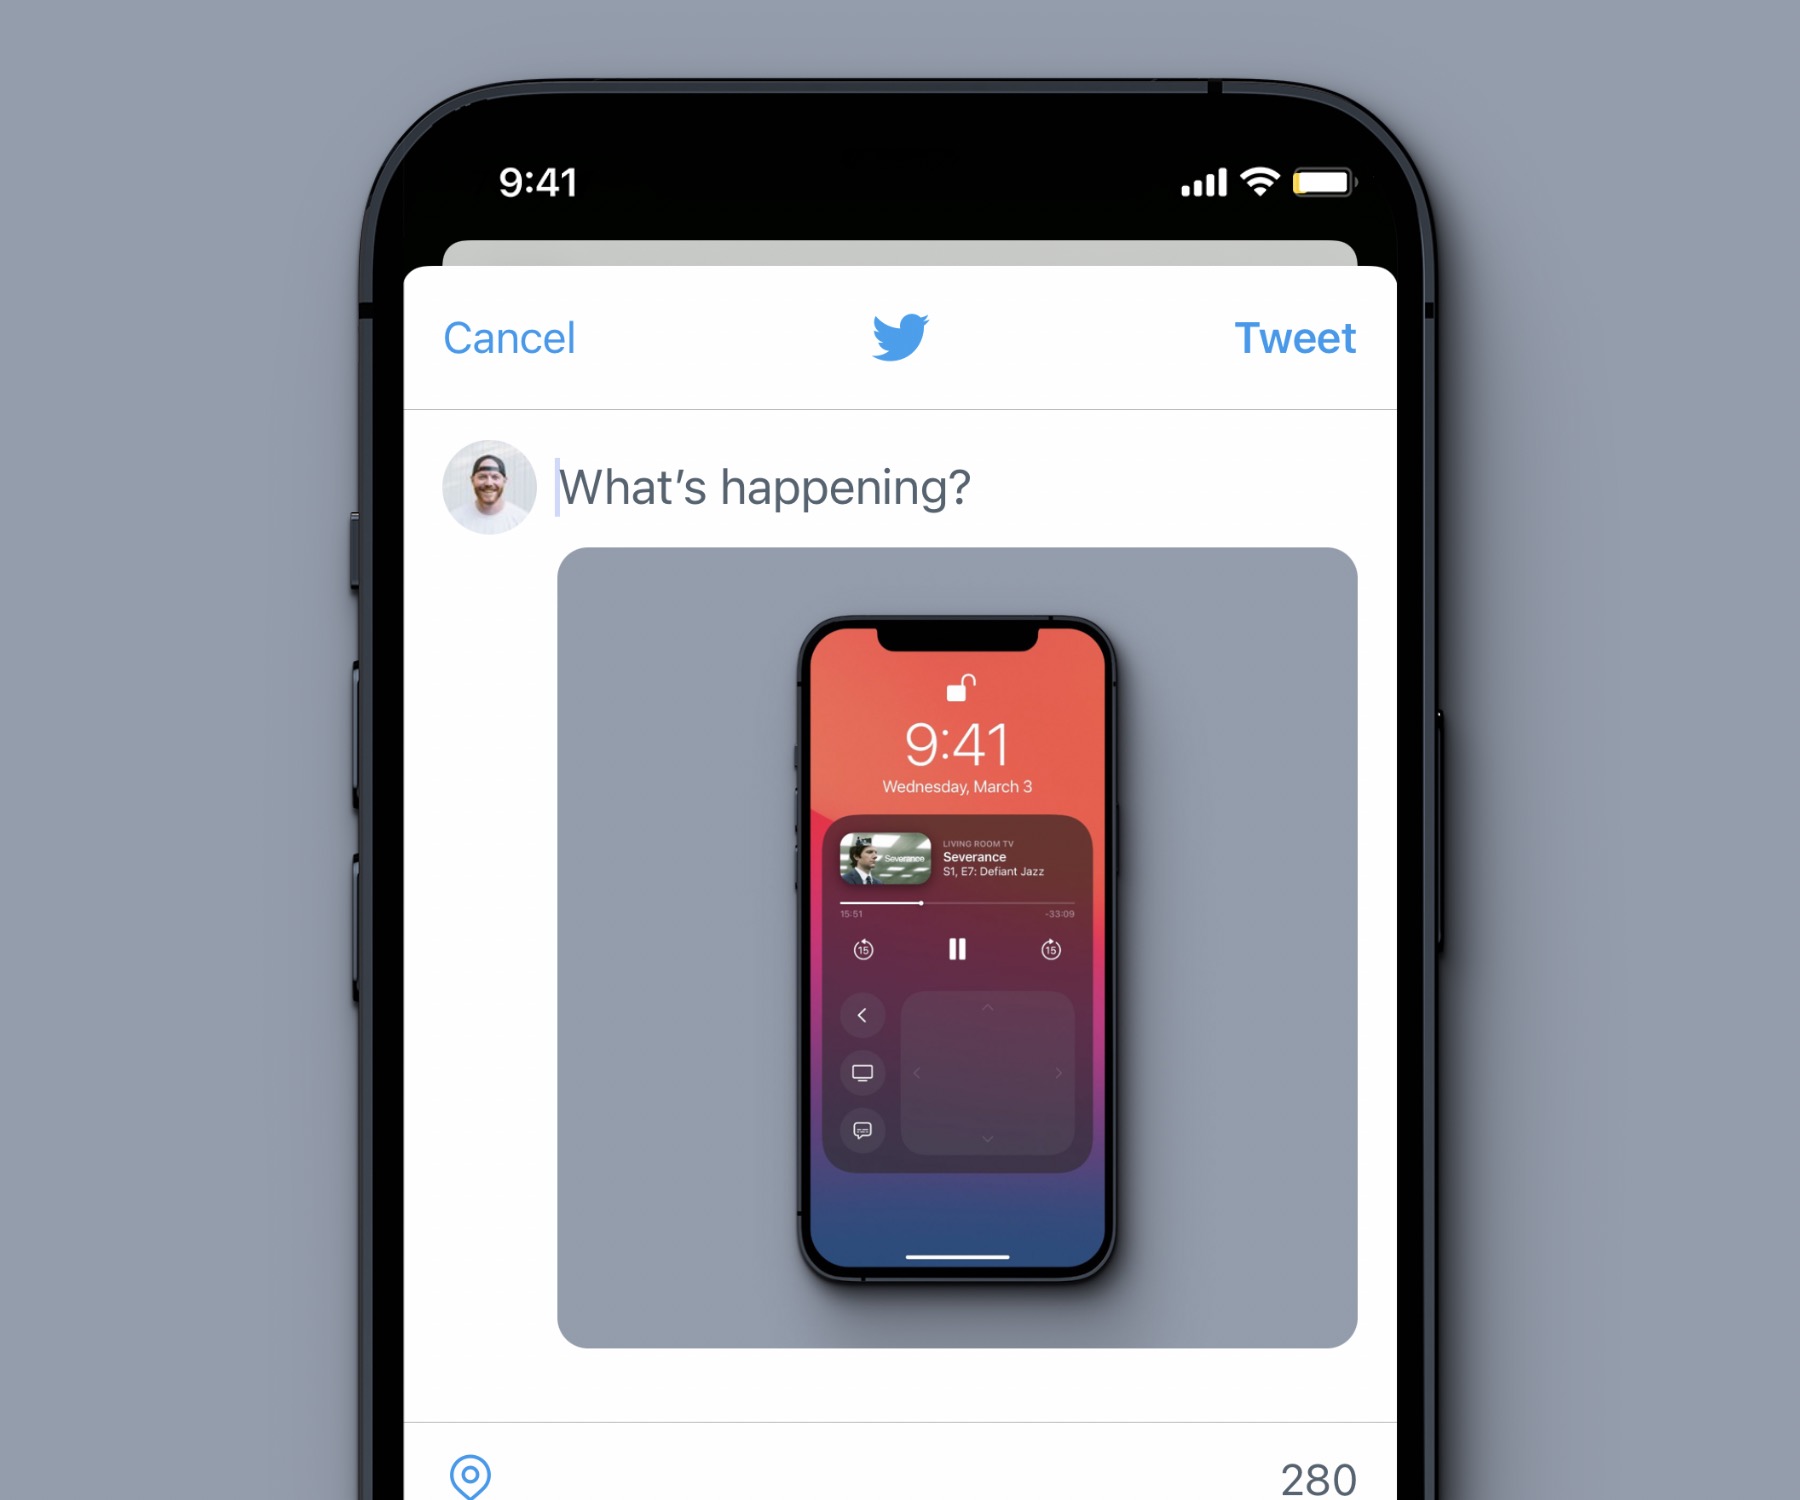 9:41
Cancel
Tweet
What’s happening?
9:41
Wednesday, March 3
LIVING ROOM TV
Severance
Severance
S1, E7: Defiant Jazz
15:51
-33:09
15
15
280